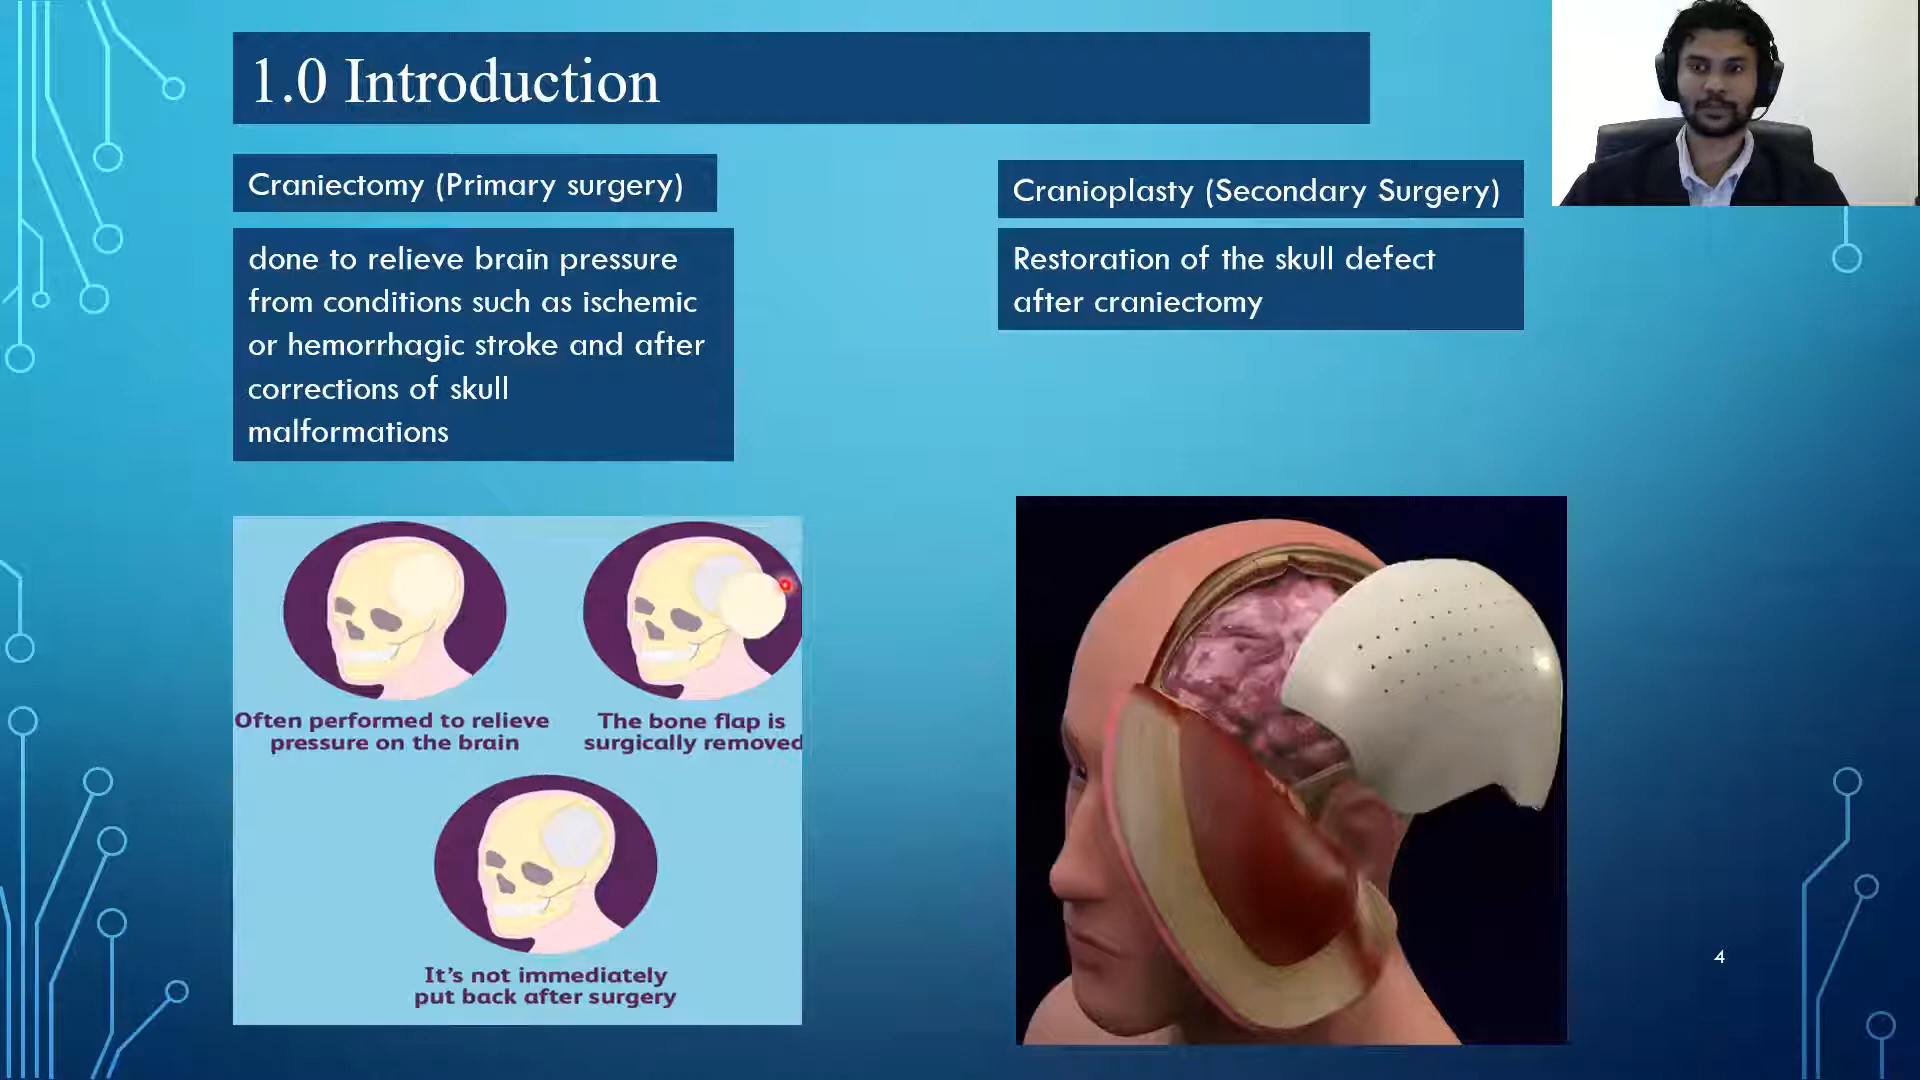 1.0 Introduction
Craniectomy (Primary surgery)
done to relieve brain pressure
from conditions such as ischemic
or hemorrhagic stroke and after
corrections of skull
malformations
Cranioplasty (Secondary Surgery)
Restoration of the skull defect
after craniectomy
Often performed to relieve
pressure on the brain
The bone flap is
surgically removed
It's not immediately
put back after surgery
4